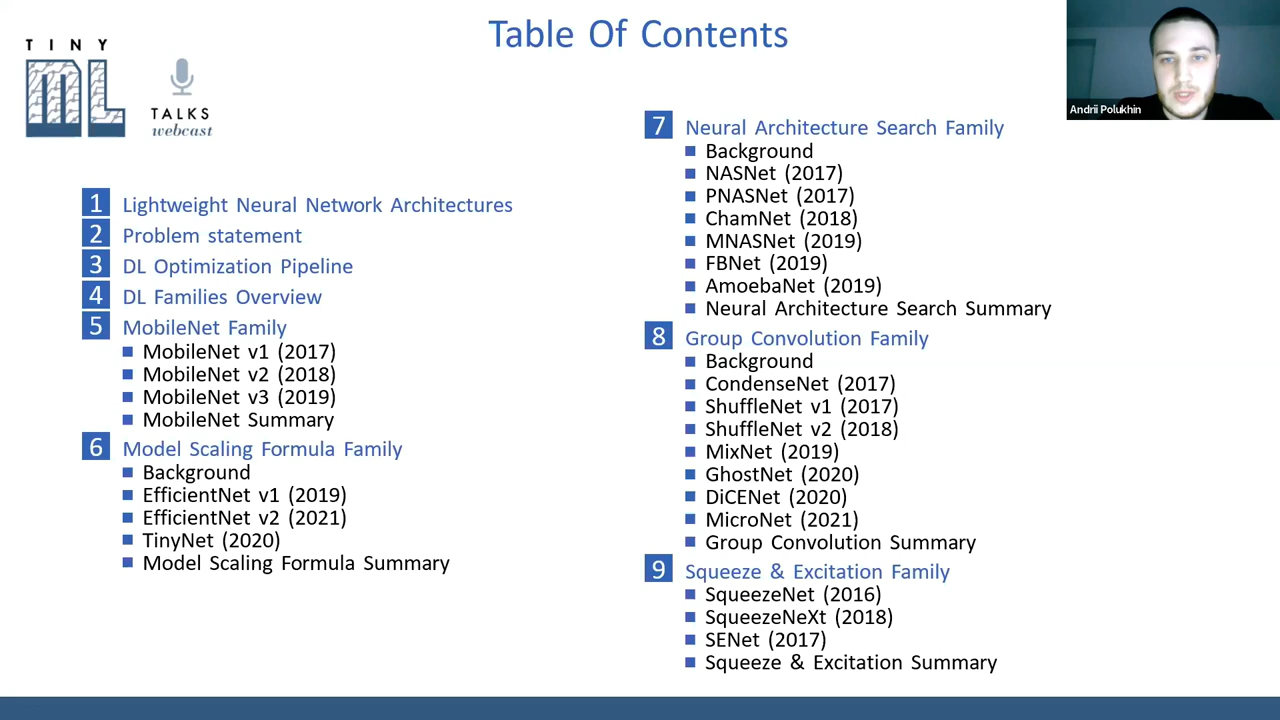 Table Of Contents
TINY
ML
TALKS
webcast
Andrii Polukhin
1 Lightweight Neural Network Architectures
2 Problem statement
3 DL Optimization Pipeline
4 DL Families Overview
5 MobileNet Family
MobileNet v1 (2017)
MobileNet v2 (2018)
MobileNet v3 (2019)
MobileNet Summary
6 Model Scaling Formula Family
Background
EfficientNet v1 (2019)
EfficientNet v2 (2021)
TinyNet (2020)
Model Scaling Formula Summary
7 Neural Architecture Search Family
Background
NASNet (2017)
PNASNet (2017)
ChamNet (2018)
MNASNet (2019)
FBNet (2019)
AmoebaNet (2019)
Neural Architecture Search Summary
8 Group Convolution Family
Background
CondenseNet (2017)
ShuffleNet v1 (2017)
ShuffleNet v2 (2018)
MixNet (2019)
GhostNet (2020)
DiCENet (2020)
MicroNet (2021)
Group Convolution Summary
9 Squeeze & Excitation Family
SqueezeNet (2016)
SqueezeNeXt (2018)
SENet (2017)
Squeeze & Excitation Summary